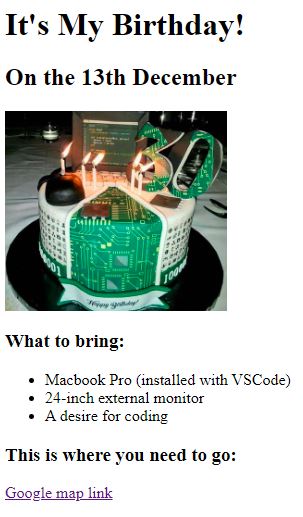 It's My Birthday!
On the 13th December
30
Happy Birthday!
What to bring:
Macbook Pro (installed with VSCode)
24-inch external monitor
A desire for coding
This is where you need to go:
Google map link